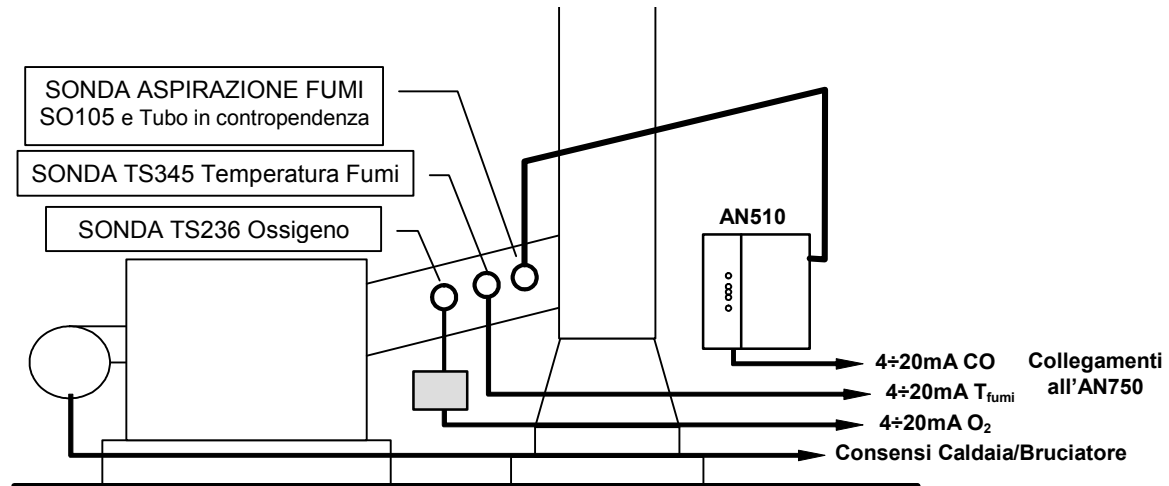 SONDA ASPIRAZIONE FUMI
SO105 e Tubo in contropendenza
SONDA TS345 Temperatura Fumi
SONDA TS236 Ossigeno
AN510
4÷20mA CO
Collegamenti
all'AN750
4÷20mA Tfumi
4÷20mA O2
Consensi Caldaia/Bruciatore